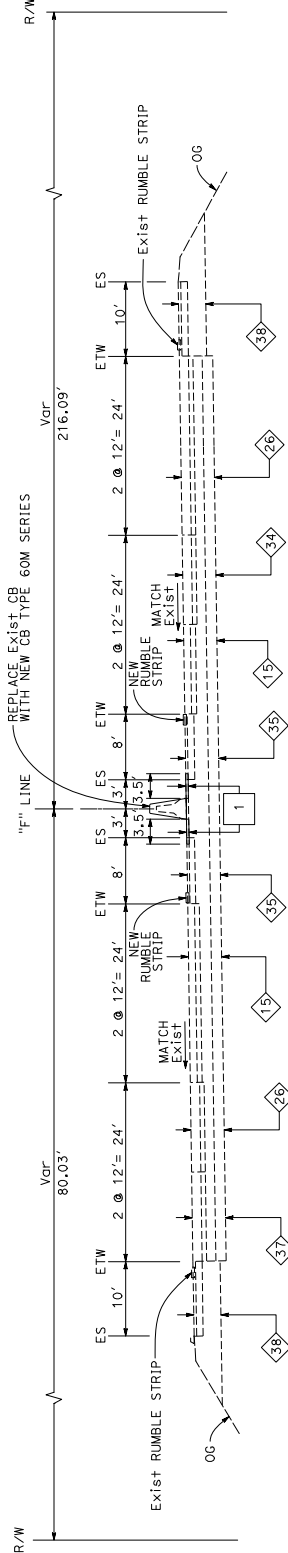 "F" LINE
REPLACE Exist CB
WITH NEW CB TYPE 60M SERIES
R/W
Var
80.03'
Var
216.09'
R/W
ES
10'
ETW
2 @ 12'= 24'
2 @ 12'= 24'
ETW
8'
ES
3'
3'
ES
8'
ETW
2 @ 12'= 24'
2 @ 12'= 24'
ETW
10'
ES
3.5'
3.5'
Exist RUMBLE STRIP
MATCH
Exist
NEW
RUMBLE
STRIP
NEW
RUMBLE
STRIP
MATCH
Exist
Exist RUMBLE STRIP
OG
OG
1
38
37
26
15
35
35
15
34
26
38